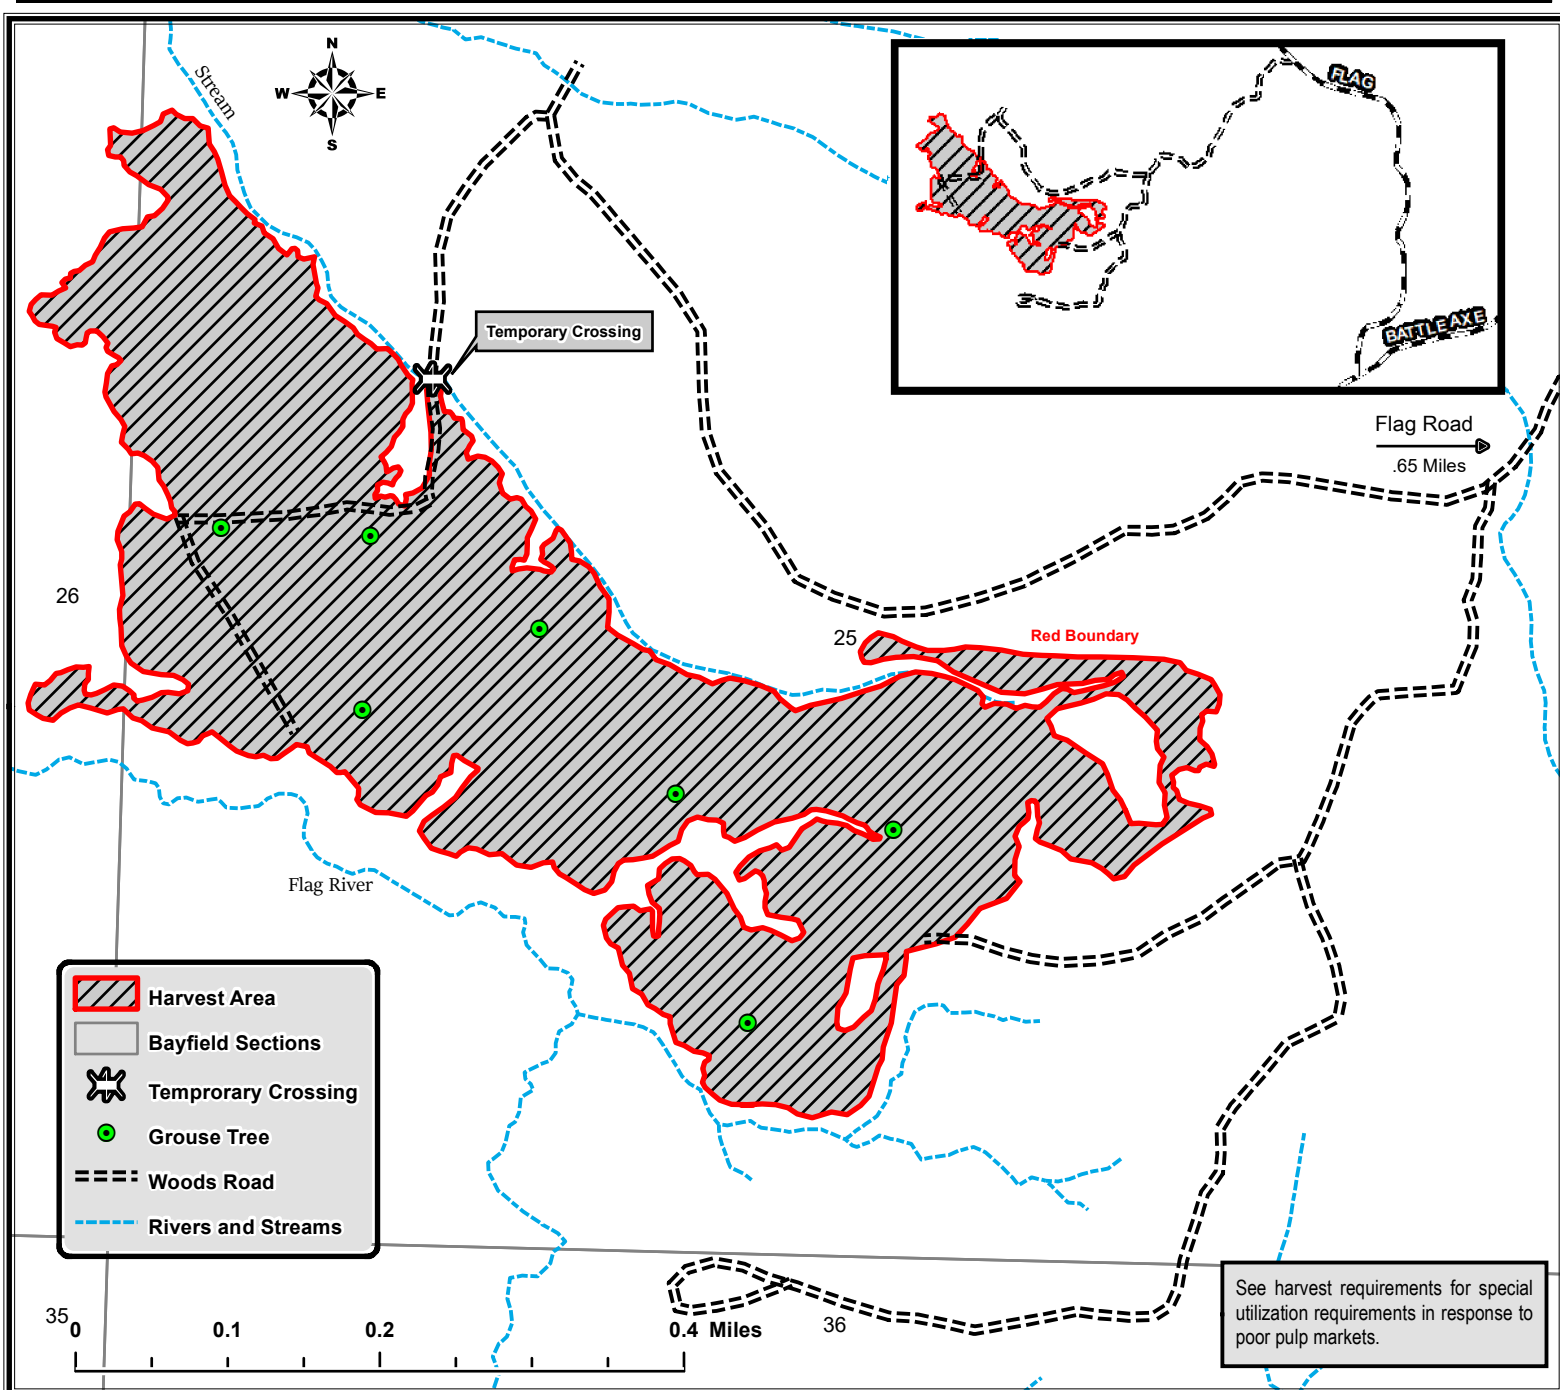 N
W E
S
Stream
FLAG
BATTLE AXE
Temporary Crossing
Flag Road
.65 Miles
26
25
Red Boundary
Flag River
Harvest Area
Bayfield Sections
Temprorary Crossing
Grouse Tree
Woods Road
Rivers and Streams
See harvest requirements for special
utilization requirements in response to
poor pulp markets.
35
36
0 0.1 0.2 0.4 Miles